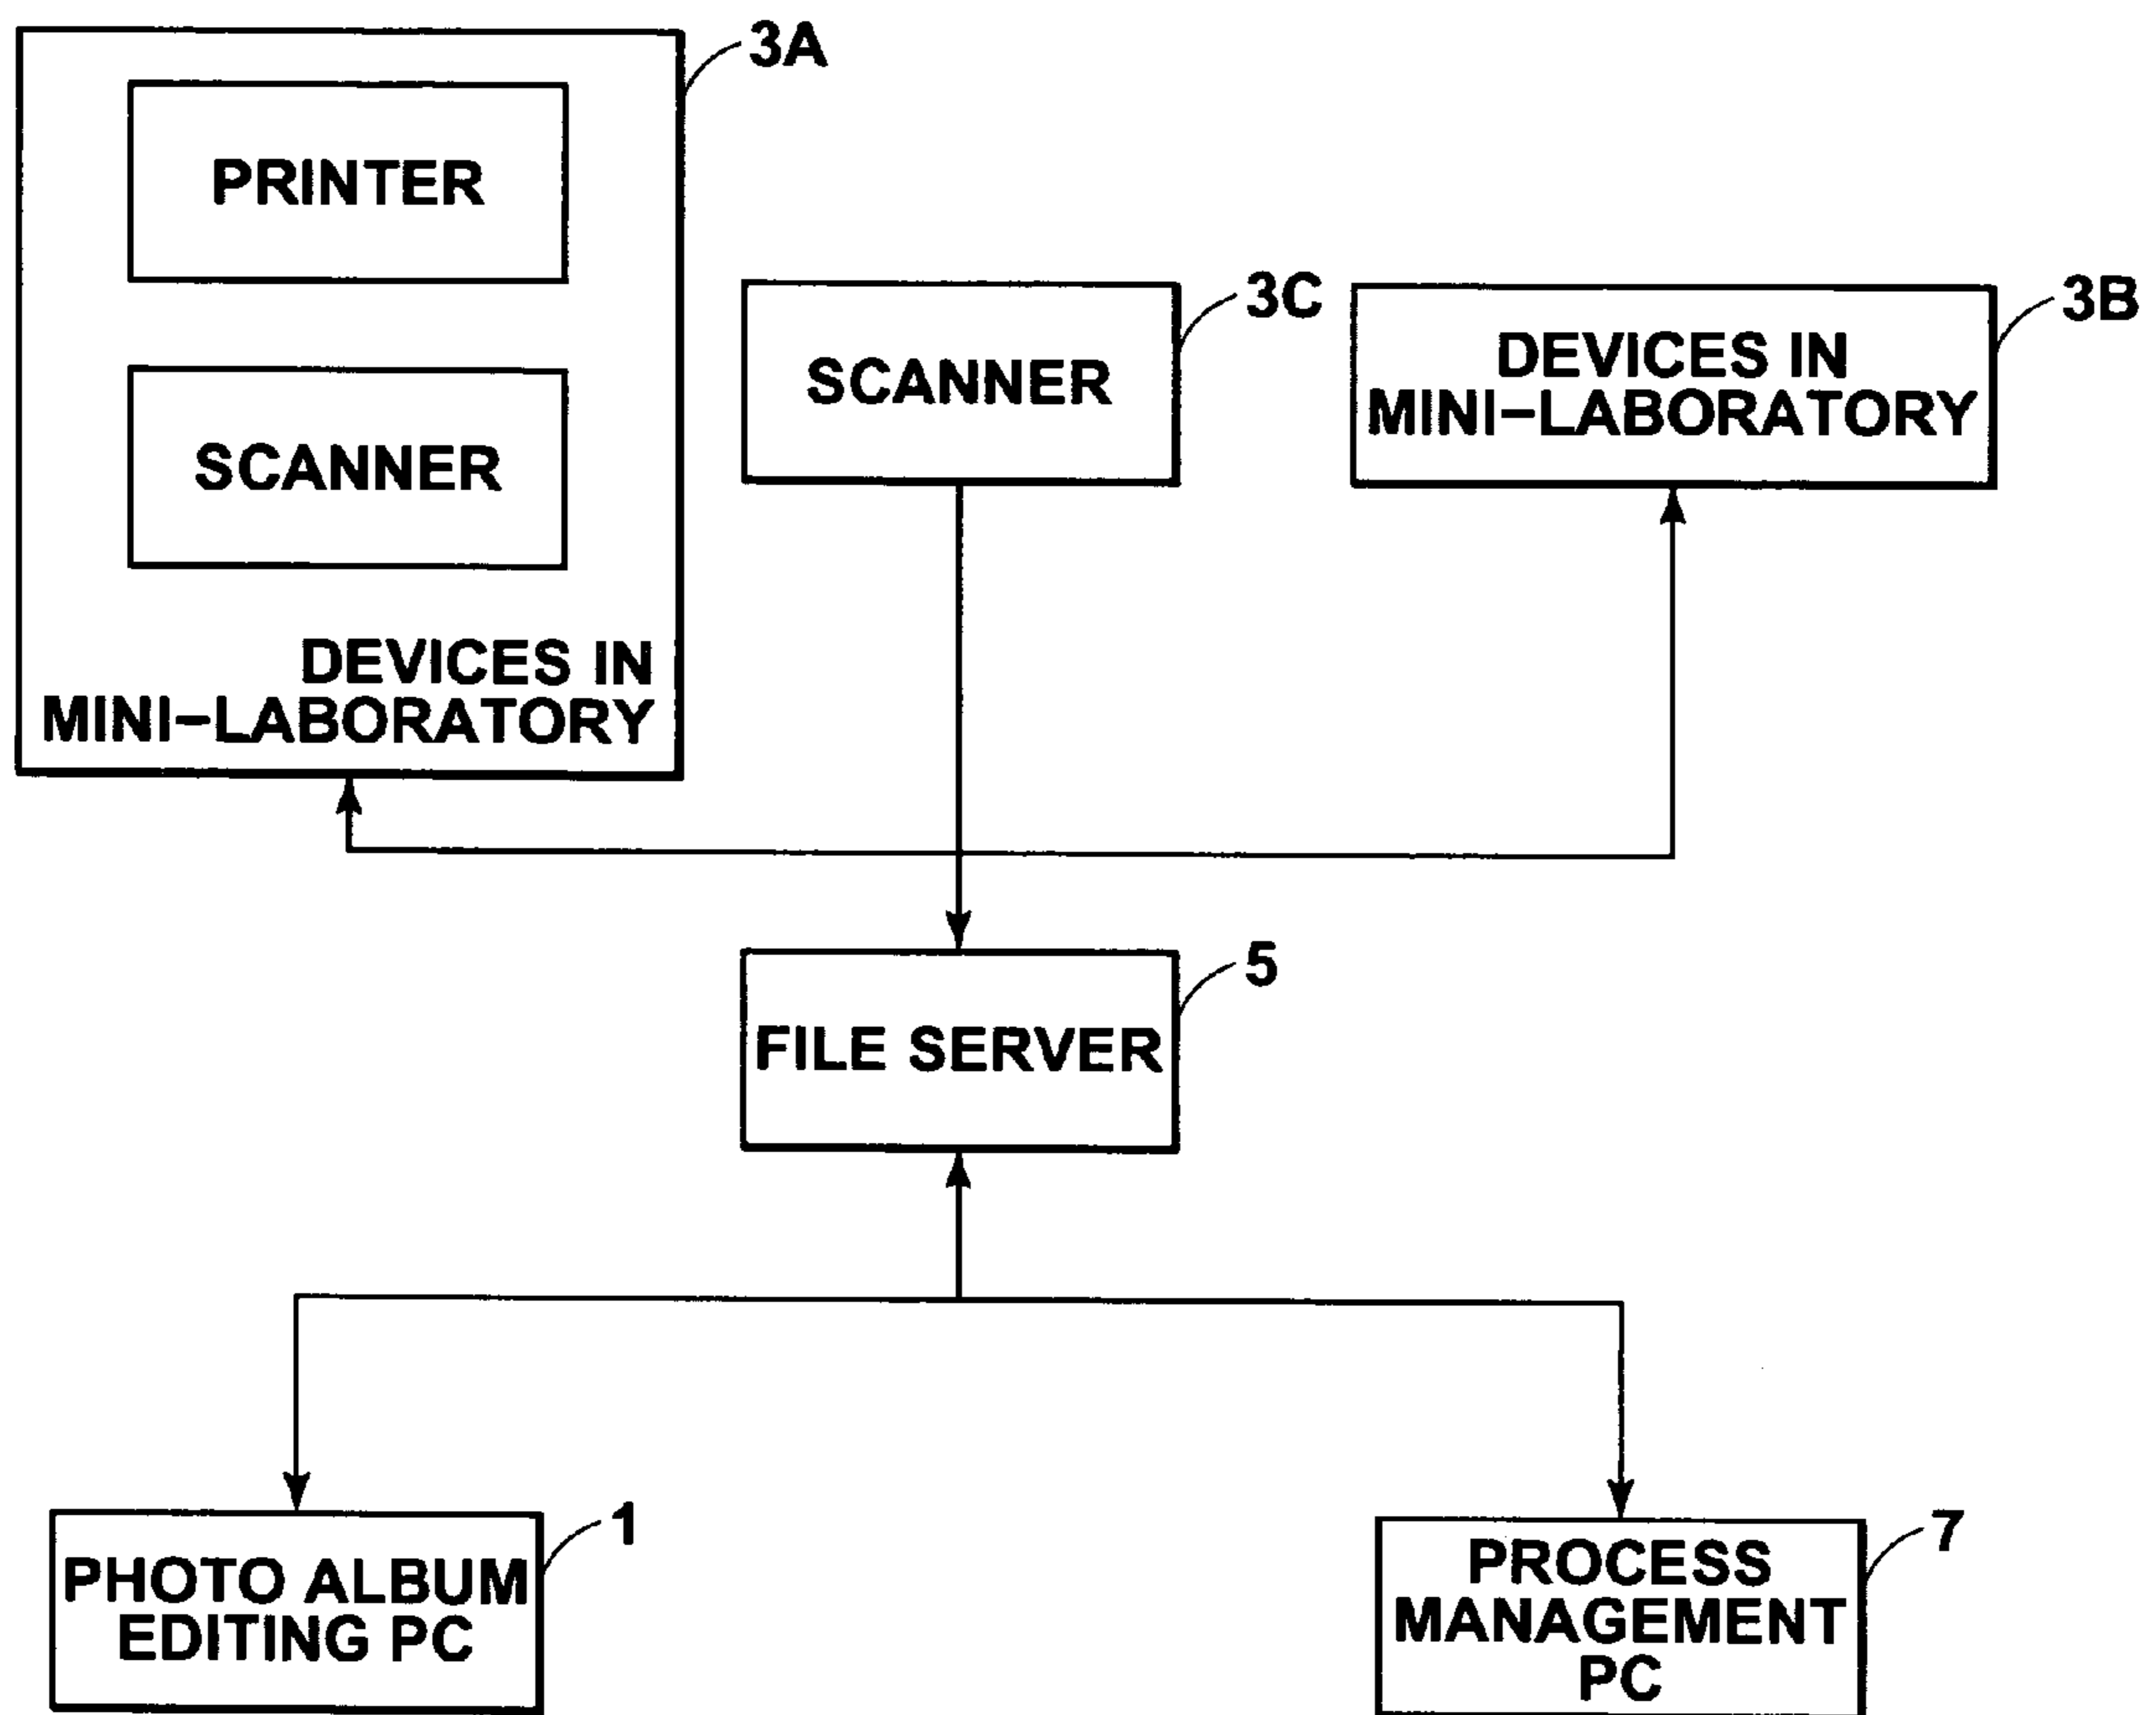 3A
PRINTER
SCANNER
DEVICES IN
MINI-LABORATORY
SCANNER
3C
DEVICES IN
MINI-LABORATORY
3B
FILE SERVER
5
PHOTO ALBUM
EDITING PC
1
PROCESS
MANAGEMENT
PC
7